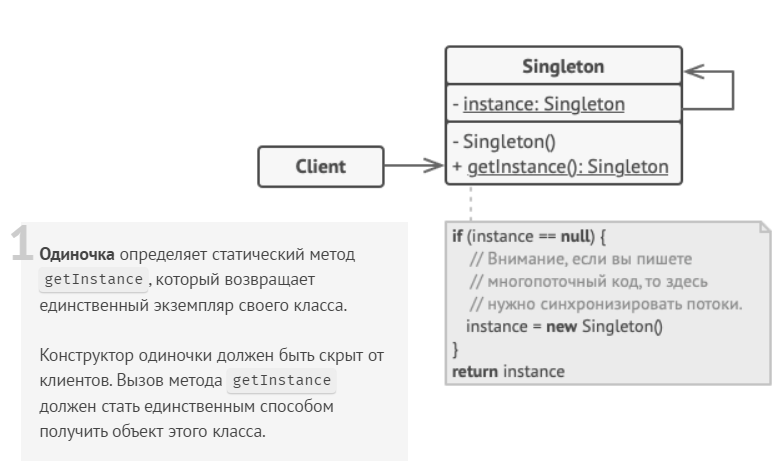 Singleton
- instance: Singleton
- Singleton()
+ getInstance(): Singleton
Client
1
Одиночка определяет статический метод
getInstance, который возвращает
единственный экземпляр своего класса.
Конструктор одиночки должен быть скрыт от
клиентов. Вызов метода getInstance
должен стать единственным способом
получить объект этого класса.
if (instance == null) {
// Внимание, если вы пишете
// многопоточный код, то здесь
// нужно синхронизировать потоки.
instance = new Singleton()
}
return instance